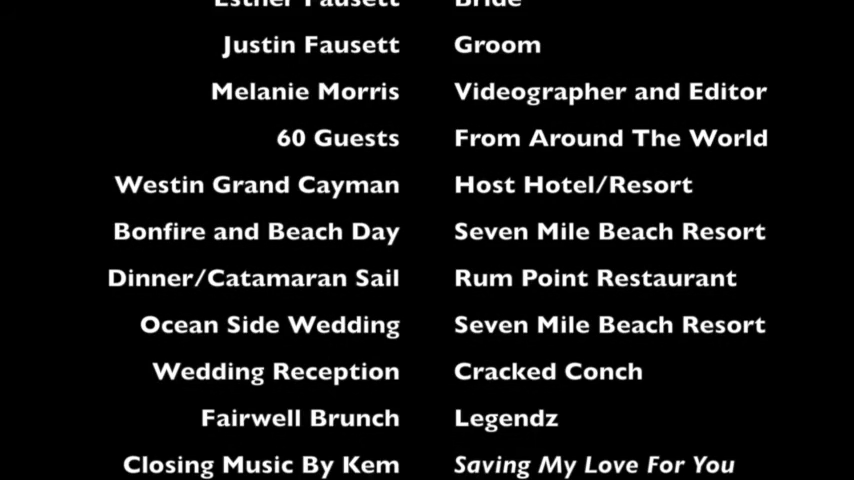 Esther Fausett Bride
Justin Fausett Groom
Melanie Morris Videographer and Editor
60 Guests From Around The World
Westin Grand Cayman Host Hotel/Resort
Bonfire and Beach Day Seven Mile Beach Resort
Dinner/Catamaran Sail Rum Point Restaurant
Ocean Side Wedding Seven Mile Beach Resort
Wedding Reception Cracked Conch
Fairwell Brunch Legendz
Closing Music By Kem Saving My Love For You